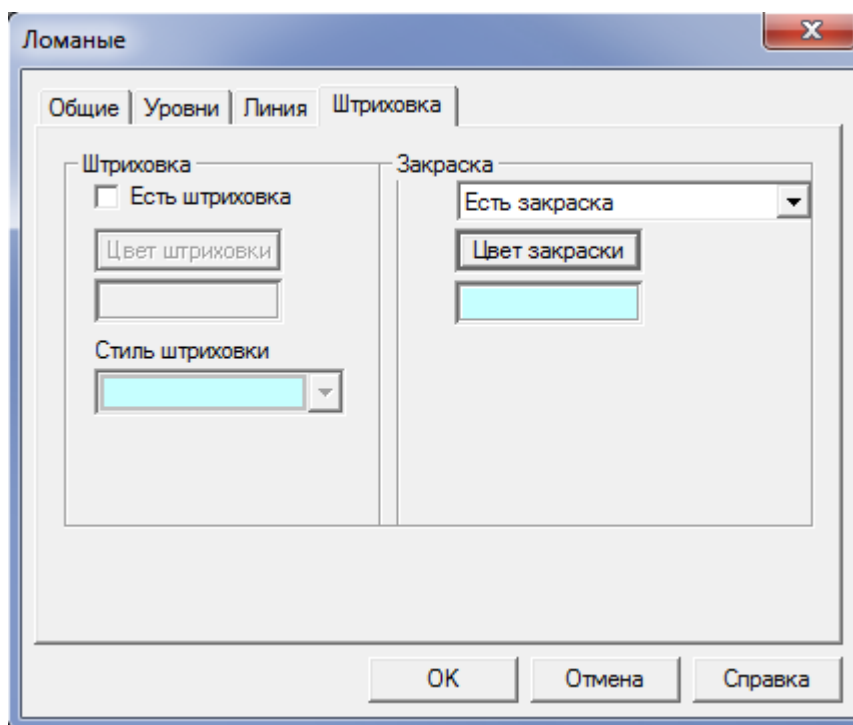 Ломаные
Общие Уровни Линия Штриховка
Штриховка
Есть штриховка
Цвет штриховки
Стиль штриховки
Закраска
Есть закраска
Цвет закраски
OK Отмена Справка